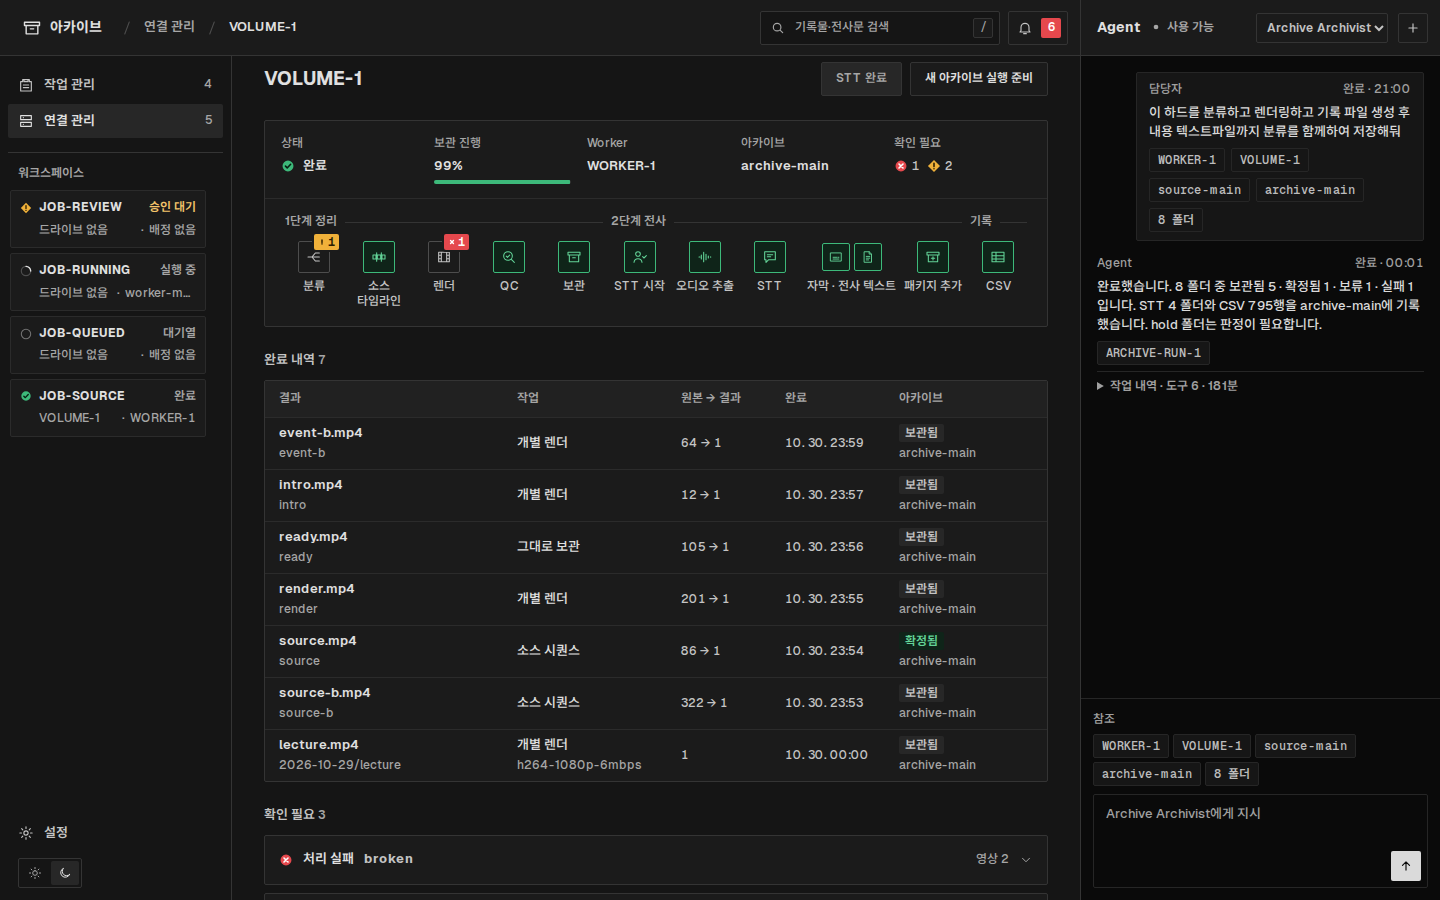 아카이브 / 연결 관리 / VOLUME-1
기록물·전사문 검색 /
6
Agent • 사용 가능
Archive Archivist
작업 관리 4
연결 관리 5
워크스페이스
JOB-REVIEW 승인 대기
드라이브 없음 · 배정 없음
JOB-RUNNING 실행 중
드라이브 없음 · worker-m...
JOB-QUEUED 대기열
드라이브 없음 · 배정 없음
JOB-SOURCE 완료
VOLUME-1 · WORKER-1
설정
VOLUME-1
STT 완료
새 아카이브 실행 준비
상태 보관 진행 Worker 아카이브 확인 필요
완료 99% WORKER-1 archive-main 1 2
1단계 정리 2단계 전사 기록
1 1
분류
소스
타임라인
렌더
QC
보관
STT 시작
오디오 추출
STT
자막 · 전사 텍스트
패키지 추가
CSV
완료 내역 7
결과 작업 원본 → 결과 완료 아카이브
event-b.mp4 개별 렌더 64 → 1 10. 30. 23:59 보관됨
event-b archive-main
intro.mp4 개별 렌더 12 → 1 10. 30. 23:57 보관됨
intro archive-main
ready.mp4 그대로 보관 105 → 1 10. 30. 23:56 보관됨
ready archive-main
render.mp4 개별 렌더 201 → 1 10. 30. 23:55 보관됨
render archive-main
source.mp4 소스 시퀀스 86 → 1 10. 30. 23:54 확정됨
source archive-main
source-b.mp4 소스 시퀀스 322 → 1 10. 30. 23:53 보관됨
source-b archive-main
lecture.mp4 개별 렌더 1 10. 30. 00:00 보관됨
2026-10-29/lecture h264-1080p-6mbps archive-main
확인 필요 3
처리 실패 broken 영상 2
담당자 완료 · 21:00
이 하드를 분류하고 렌더링하고 기록 파일 생성 후
내용 텍스트파일까지 분류를 함께하여 저장해둬
WORKER-1 VOLUME-1
source-main archive-main
8 폴더
Agent 완료 · 00:01
완료했습니다. 8 폴더 중 보관됨 5 · 확정됨 1 · 보류 1 · 실패 1
입니다. STT 4 폴더와 CSV 795행을 archive-main에 기록
했습니다. hold 폴더는 판정이 필요합니다.
ARCHIVE-RUN-1
작업 내역 · 도구 6 · 181분
참조
WORKER-1 VOLUME-1 source-main
archive-main 8 폴더
Archive Archivist에게 지시